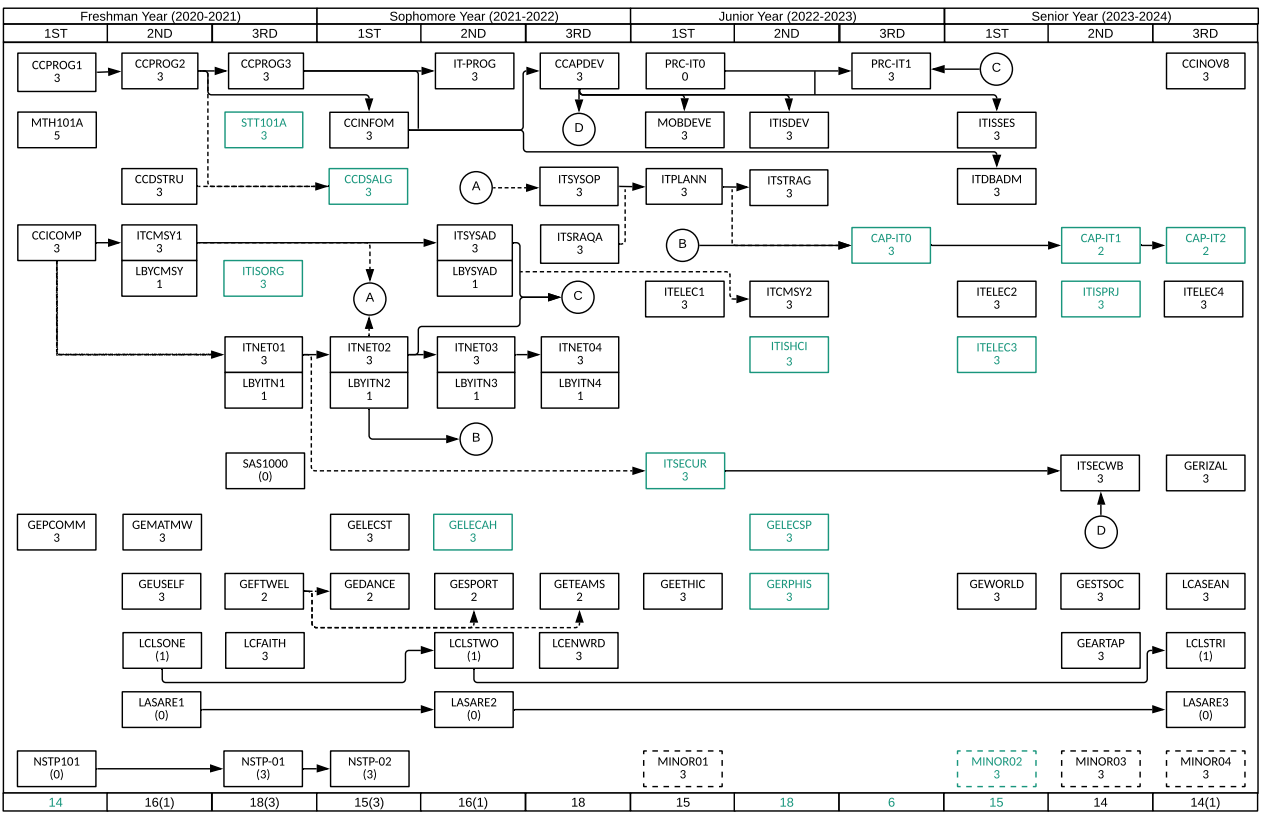 Freshman Year (2020-2021)
Sophomore Year (2021-2022)
Junior Year (2022-2023)
Senior Year (2023-2024)
1ST
2ND
3RD
1ST
2ND
3RD
1ST
2ND
3RD
1ST
2ND
3RD
CCPROG1
3
CCPROG2
3
CCPROG3
3
IT-PROG
3
CCAPDEV
3
PRC-IT0
0
PRC-IT1
3
C
CCINOV8
3
MTH101A
5
STT101A
3
CCINFOM
3
D
MOBDEVE
3
ITISDEV
3
ITISSES
3
CCDSTRU
3
CCDSALG
3
A
ITSYSOP
3
ITPLANN
3
ITSTRAG
3
ITDBADM
3
CCICOMP
3
ITCMSY1
3
ITSYSAD
3
ITSRAQA
3
B
CAP-IT0
3
CAP-IT1
2
CAP-IT2
2
LBYCMSY
1
ITISORG
3
A
LBYSYAD
1
C
ITELEC1
3
ITCMSY2
3
ITELEC2
3
ITISPRJ
3
ITELEC4
3
ITNET01
3
ITNET02
3
ITNET03
3
ITNET04
3
ITISHCI
3
ITELEC3
3
LBYITN1
1
LBYITN2
1
LBYITN3
1
LBYITN4
1
B
SAS1000
(0)
ITSECUR
3
ITSECWB
3
GERIZAL
3
GEPCOMM
3
GEMATMW
3
GELECST
3
GELECAH
3
GELECSP
3
D
GEUSELF
3
GEFTWEL
2
GEDANCE
2
GESPORT
2
GETEAMS
2
GEETHIC
3
GERPHIS
3
GEWORLD
3
GESTSOC
3
LCASEAN
3
LCLSONE
(1)
LCFAITH
3
LCLSTWO
(1)
LCENWRD
3
GEARTAP
3
LCLSTRI
(1)
LASARE1
(0)
LASARE2
(0)
LASARE3
(0)
NSTP101
(0)
NSTP-01
(3)
NSTP-02
(3)
MINOR01
3
MINOR02
3
MINOR03
3
MINOR04
3
14
16(1)
18(3)
15(3)
16(1)
18
15
18
6
15
14
14(1)